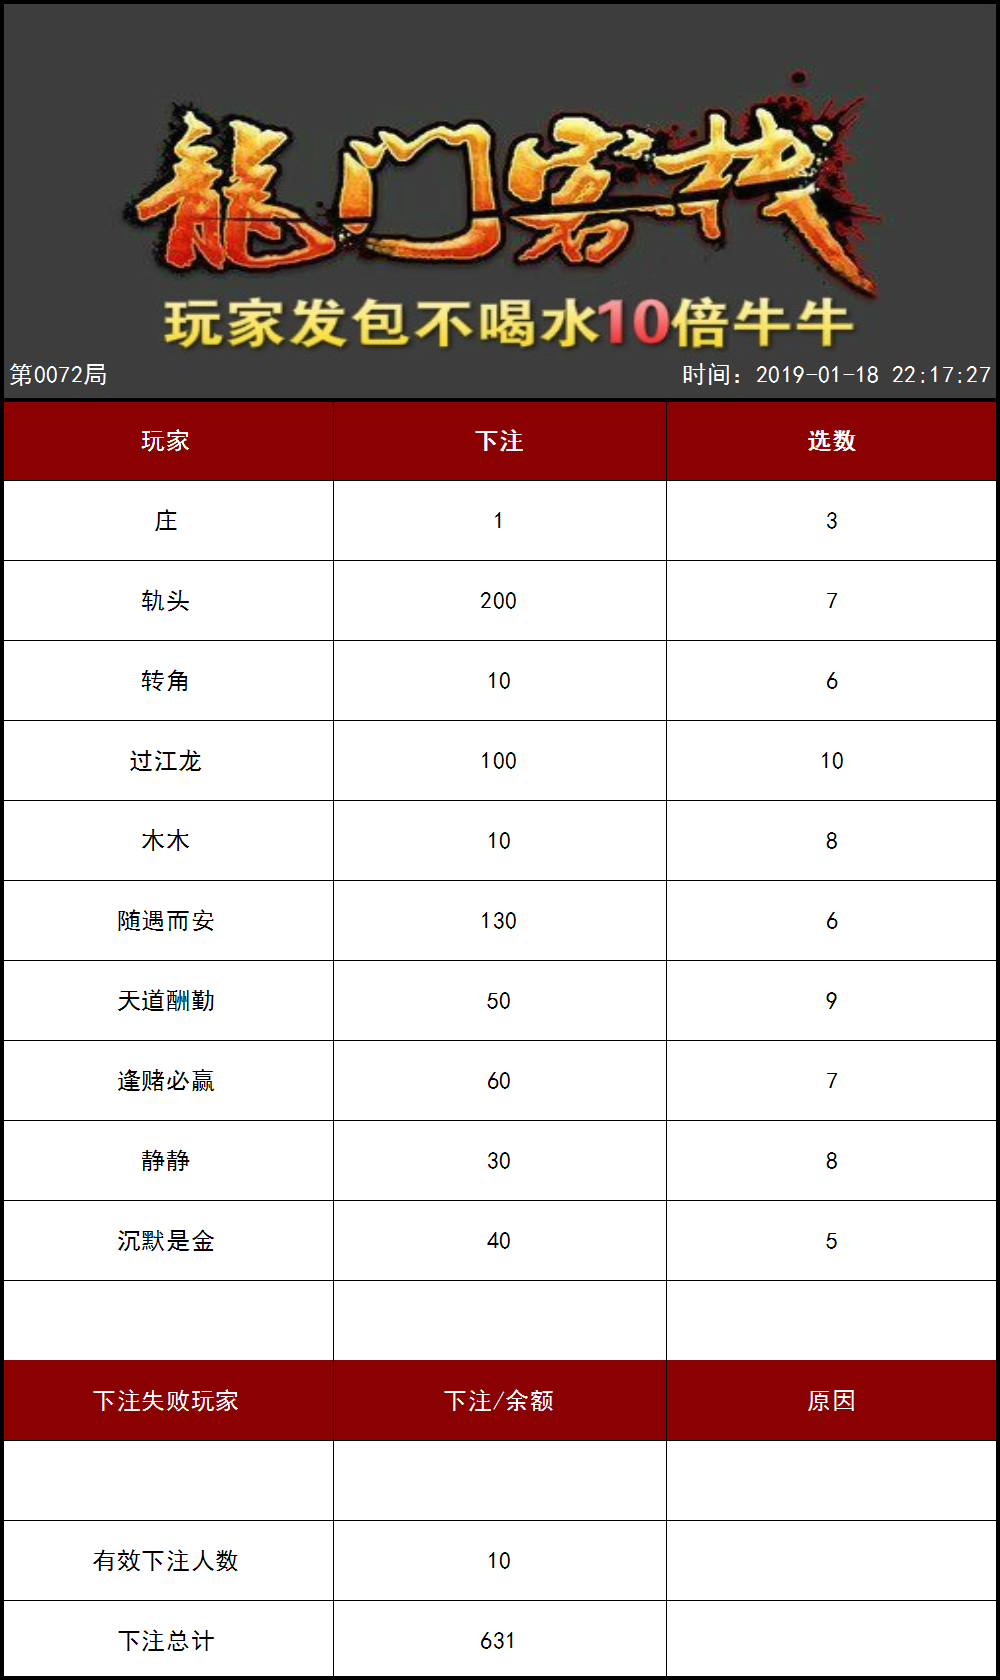 龍门客栈
玩家发包不喝水10倍牛牛
第0072局 时间：2019-01-18 22:17:27
玩家 下注 选数
庄 1 3
轨头 200 7
转角 10 6
过江龙 100 10
木木 10 8
随遇而安 130 6
天道酬勤 50 9
逢赌必赢 60 7
静静 30 8
沉默是金 40 5
下注失败玩家 下注/余额 原因
有效下注人数 10
下注总计 631